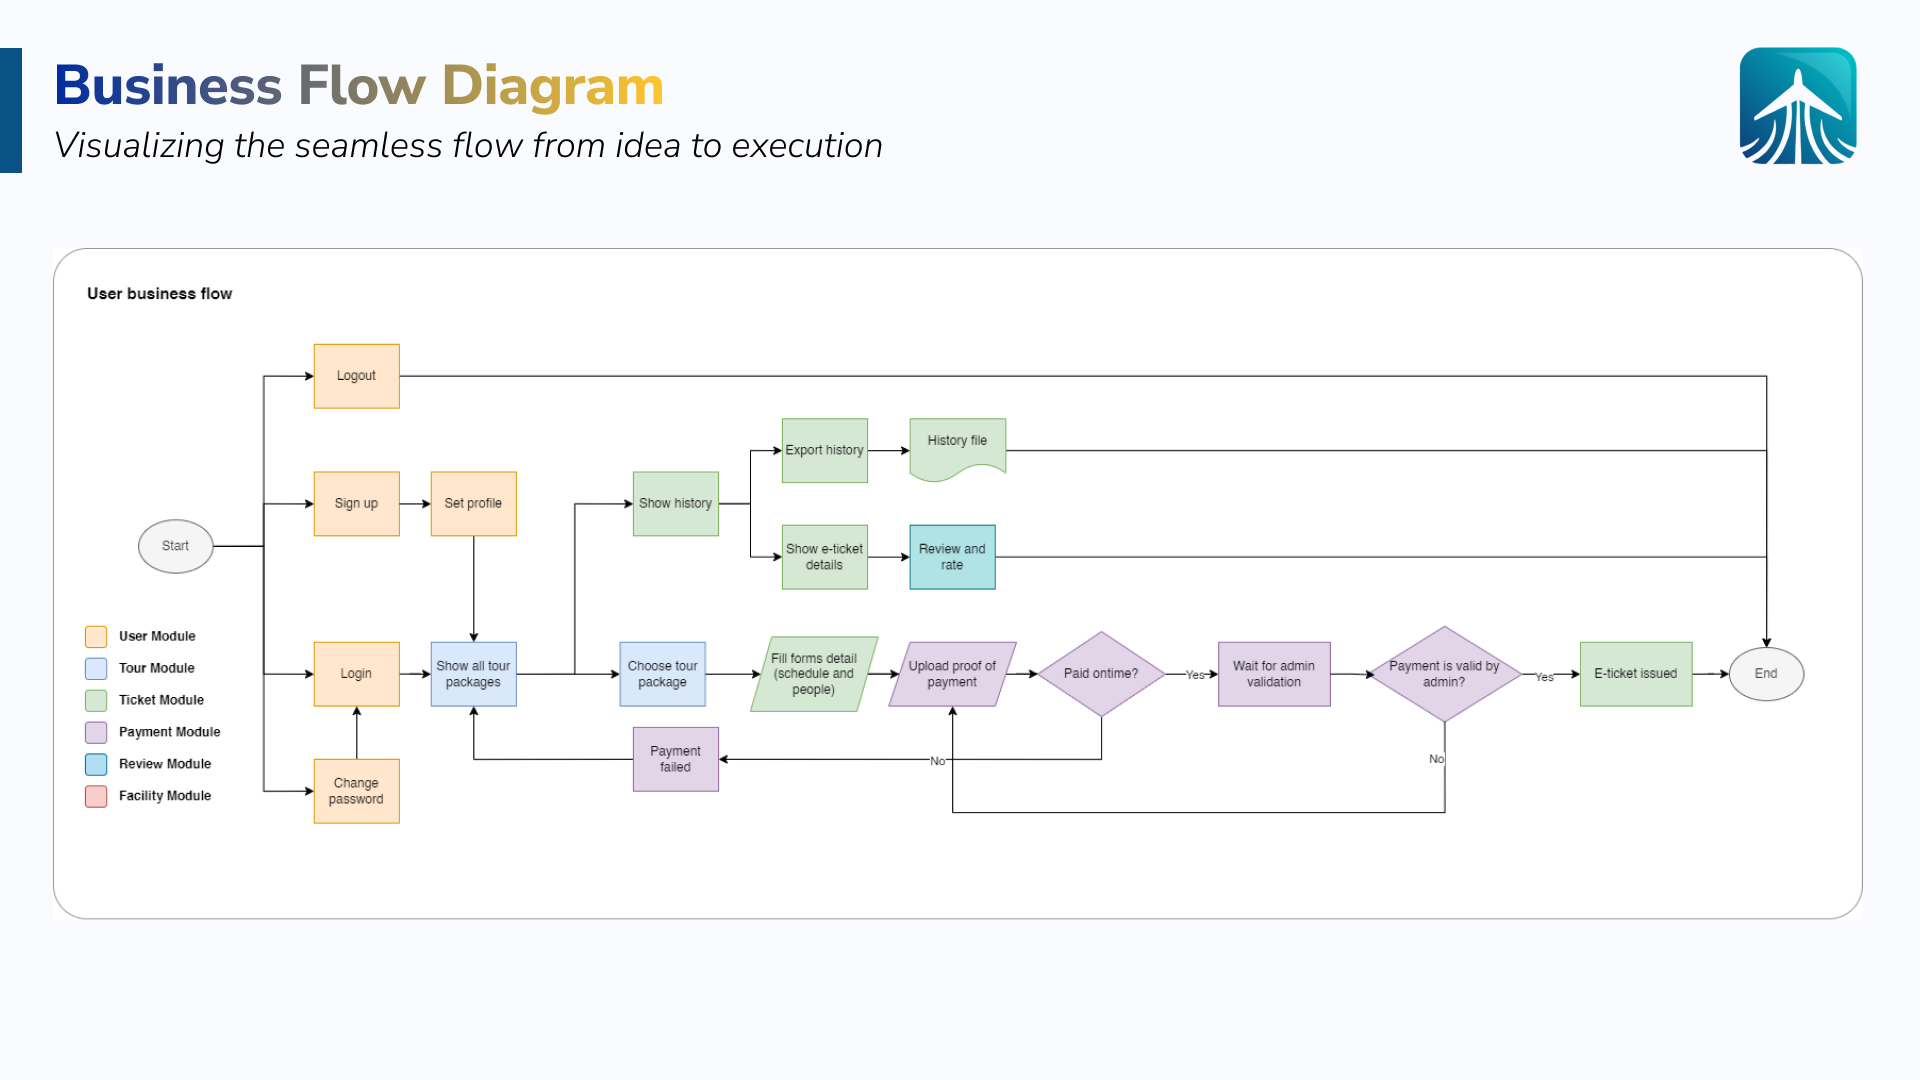 Business Flow Diagram
Visualizing the seamless flow from idea to execution
User business flow
Logout
Export history
History file
Sign up
Set profile
Show history
Start
Show e-ticket
details
Review and
rate
User Module
Tour Module
Ticket Module
Payment Module
Review Module
Facility Module
Login
Show all tour
packages
Choose tour
package
Fill forms detail
(schedule and
people)
Upload proof of
payment
Paid ontime?
Yes
Wait for admin
validation
Payment is valid by
admin?
Yes
E-ticket issued
End
Payment
failed
No
No
Change
password